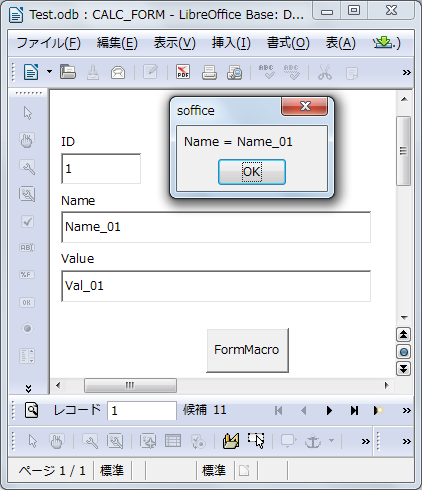 Test.odb : CALC_FORM - LibreOffice Base: D...
ファイル(F) 編集(E) 表示(V) 挿入(I) 書式(O) 表(A)
soffice
Name = Name_01
OK
ID
1
Name
Name_01
Value
Val_01
FormMacro
レコード 1 候補 11
ページ 1 / 1 標準 標準